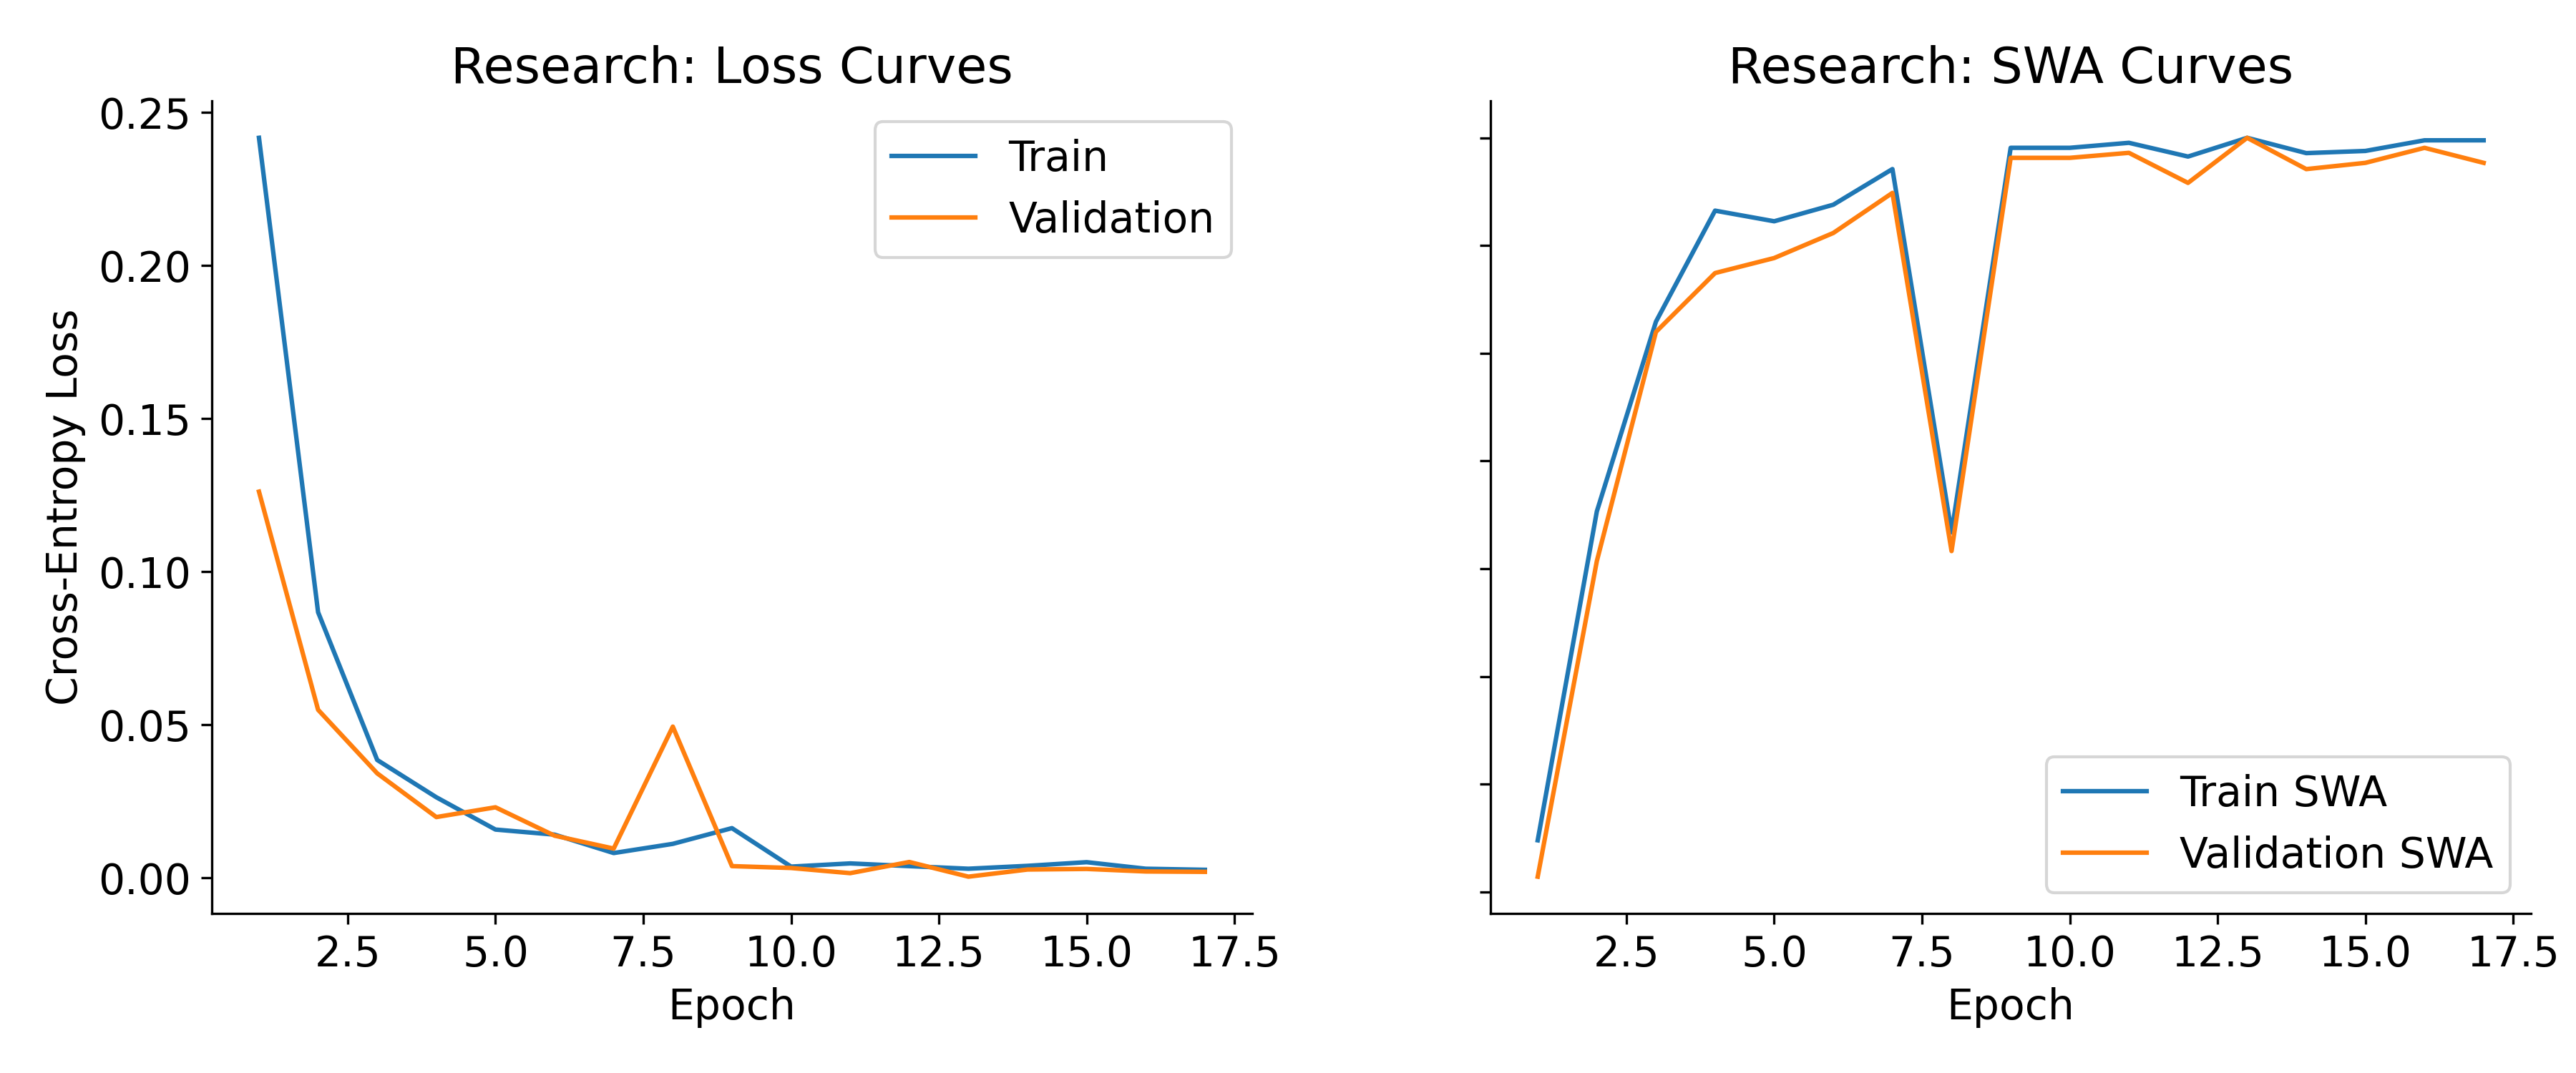 Research: Loss Curves
0.25
0.20
0.15
0.10
0.05
0.00
Cross-Entropy Loss
Train
Validation
2.5 5.0 7.5 10.0 12.5 15.0 17.5
Epoch
Research: SWA Curves
Train SWA
Validation SWA
2.5 5.0 7.5 10.0 12.5 15.0 17.5
Epoch